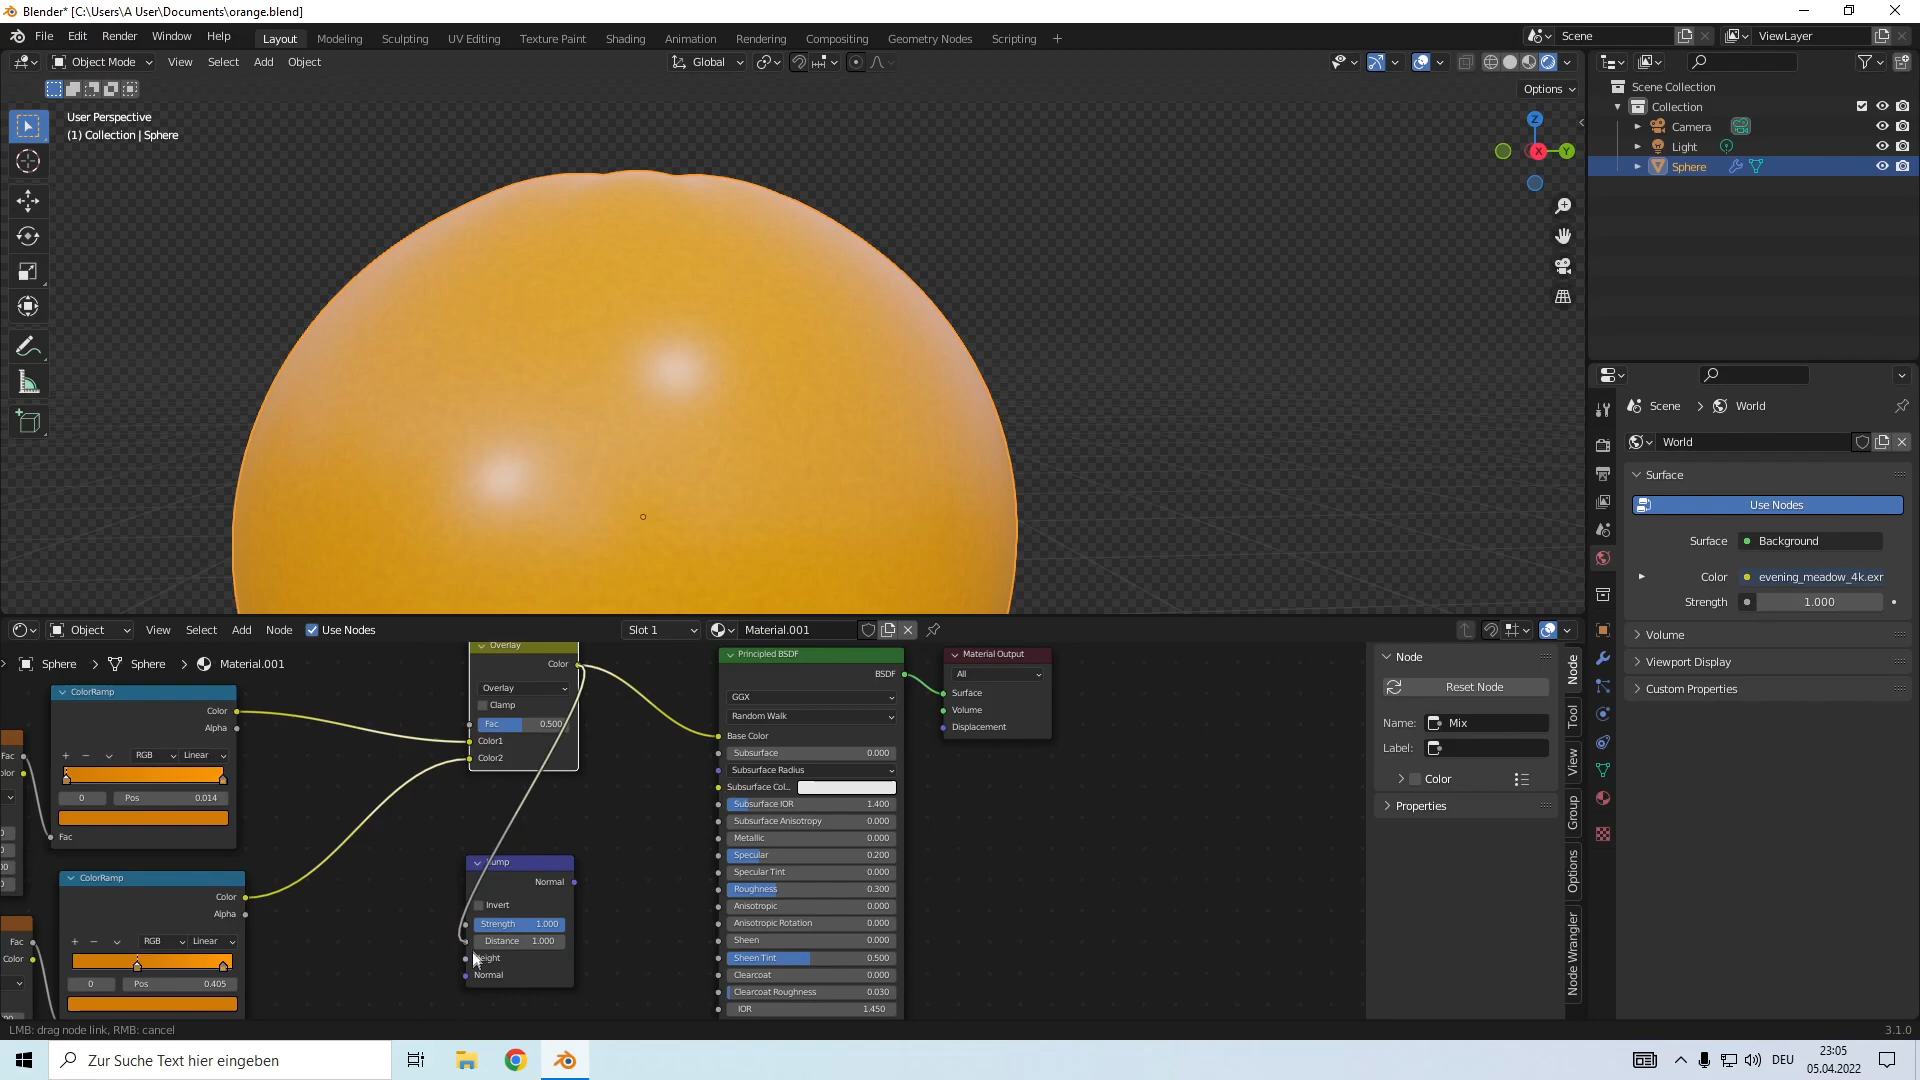 Blender* [C:\Users\A User\Documents\orange.blend]
File Edit Render Window Help
Layout Modeling Sculpting UV Editing Texture Paint Shading Animation Rendering Compositing Geometry Nodes Scripting +
Scene
ViewLayer
Object Mode View Select Add Object
Global
Options
User Perspective
(1) Collection | Sphere
Z
X
Y
Scene Collection
Collection
Camera
Light
Sphere
Scene > World
World
Surface
Use Nodes
Surface Background
Color evening_meadow_4k.exr
Strength 1.000
Volume
Viewport Display
Custom Properties
Object View Select Add Node Use Nodes
Slot 1
Material.001
Sphere > Sphere > Material.001
ColorRamp
Color
Alpha
RGB Linear
0 Pos 0.014
Fac
ColorRamp
Color
Alpha
RGB Linear
0 Pos 0.405
Fac
Fac
Color
Overlay
Color
Overlay
Clamp
Fac 0.500
Color1
Color2
Normal
Invert
Strength 1.000
Distance 1.000
Normal
Principled BSDF
BSDF
GGX
Random Walk
Base Color
Subsurface 0.000
Subsurface Radius
Subsurface Col...
Subsurface IOR 1.400
Subsurface Anisotropy 0.000
Metallic 0.000
Specular 0.200
Specular Tint 0.000
Roughness 0.300
Anisotropic 0.000
Anisotropic Rotation 0.000
Sheen 0.000
Sheen Tint 0.500
Clearcoat 0.000
Clearcoat Roughness 0.030
IOR 1.450
Material Output
All
Surface
Volume
Displacement
Node
Reset Node
Name: Mix
Label:
Color
Properties
Node
Tool
View
Group
Options
Node Wrangler
LMB: drag node link, RMB: cancel
3.1.0
Zur Suche Text hier eingeben
DEU
23:05
05.04.2022